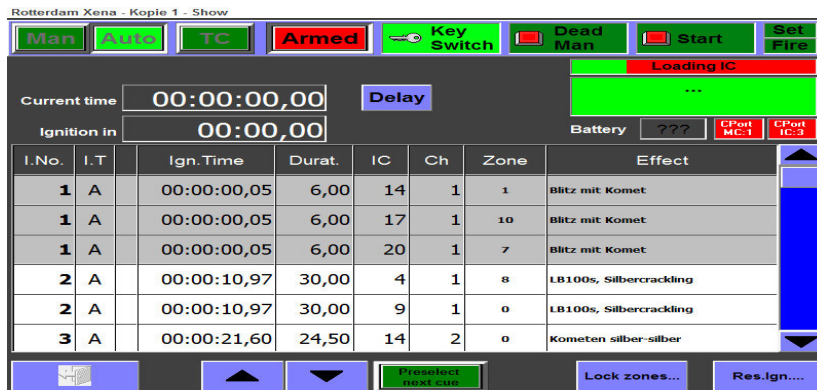 Rotterdam Xena - Kopie 1 - Show
Man Auto TC Armed Key Switch Dead Man Start Set Fire
Loading IC
...
Current time 00:00:00,00 Delay
Ignition in 00:00,00 Battery ??? CPort MC:1 CPort IC:3
I.No. I.T Ign.Time Durat. IC Ch Zone Effect
1 A 00:00:00,05 6,00 14 1 1 Blitz mit Komet
1 A 00:00:00,05 6,00 17 1 10 Blitz mit Komet
1 A 00:00:00,05 6,00 20 1 7 Blitz mit Komet
2 A 00:00:10,97 30,00 4 1 8 LB100s, Silbercrackling
2 A 00:00:10,97 30,00 9 1 0 LB100s, Silbercrackling
3 A 00:00:21,60 24,50 14 2 0 Kometen silber-silber
Preselect next cue Lock zones... Res.Ign....